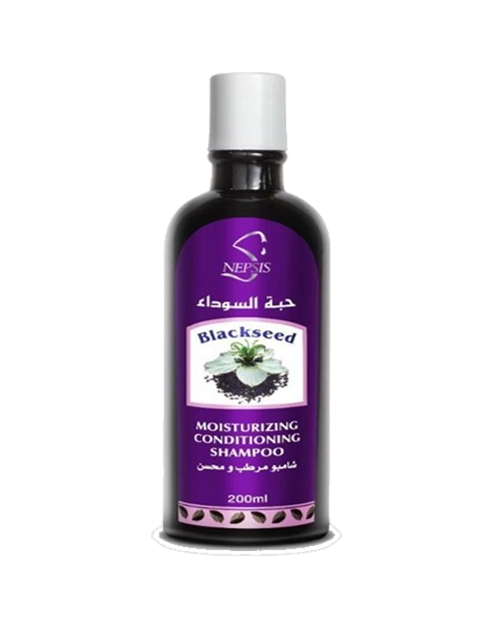 NEPSIS
حبة السوداء
Blackseed
MOISTURIZING
CONDITIONING
SHAMPOO
شامبو مرطب و محسن
200ml